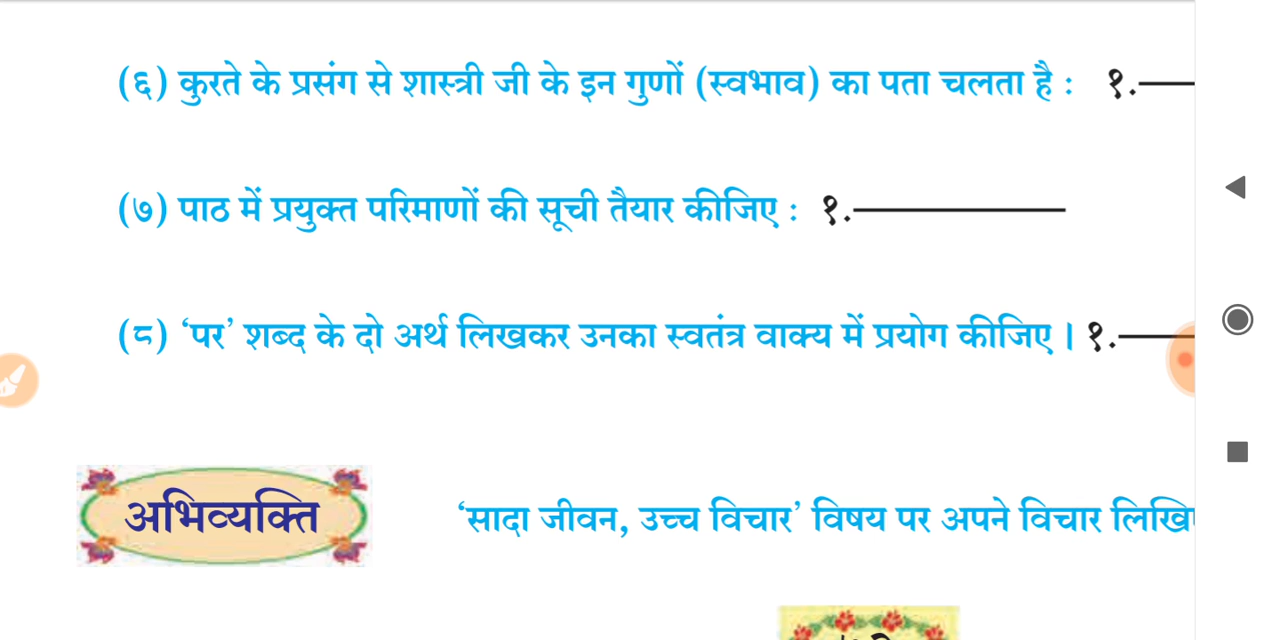 (६) कुरते के प्रसंग से शास्त्री जी के इन गुणों (स्वभाव) का पता चलता है : १.
(७) पाठ में प्रयुक्त परिमाणों की सूची तैयार कीजिए : १.
(८) ‘पर’ शब्द के दो अर्थ लिखकर उनका स्वतंत्र वाक्य में प्रयोग कीजिए । १.
अभिव्यक्ति
‘सादा जीवन, उच्च विचार’ विषय पर अपने विचार